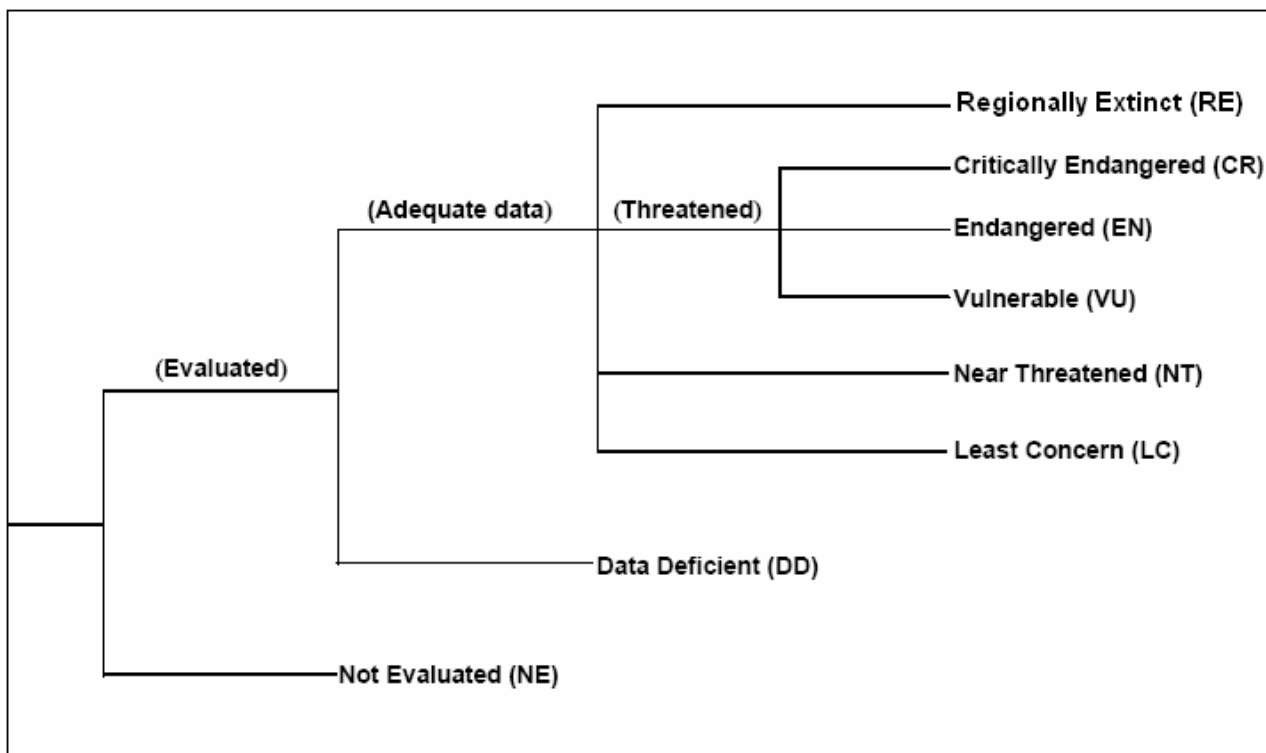 Regionally Extinct (RE)
Critically Endangered (CR)
(Adequate data) (Threatened)
Endangered (EN)
Vulnerable (VU)
(Evaluated)
Near Threatened (NT)
Least Concern (LC)
Data Deficient (DD)
Not Evaluated (NE)